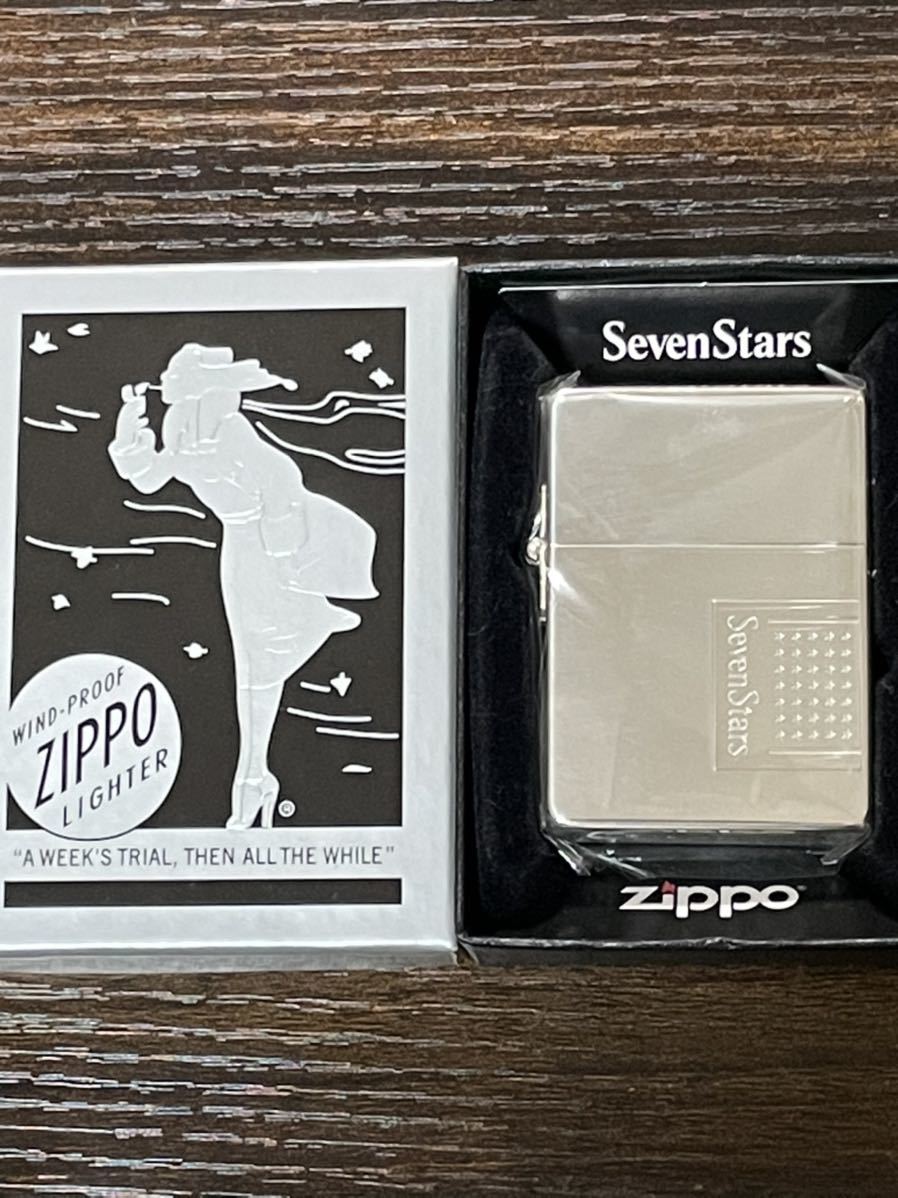 WIND-PROOF
ZIPPO
LIGHTER
®
"A WEEK'S TRIAL, THEN ALL THE WHILE"
SevenStars
SevenStars
zippo